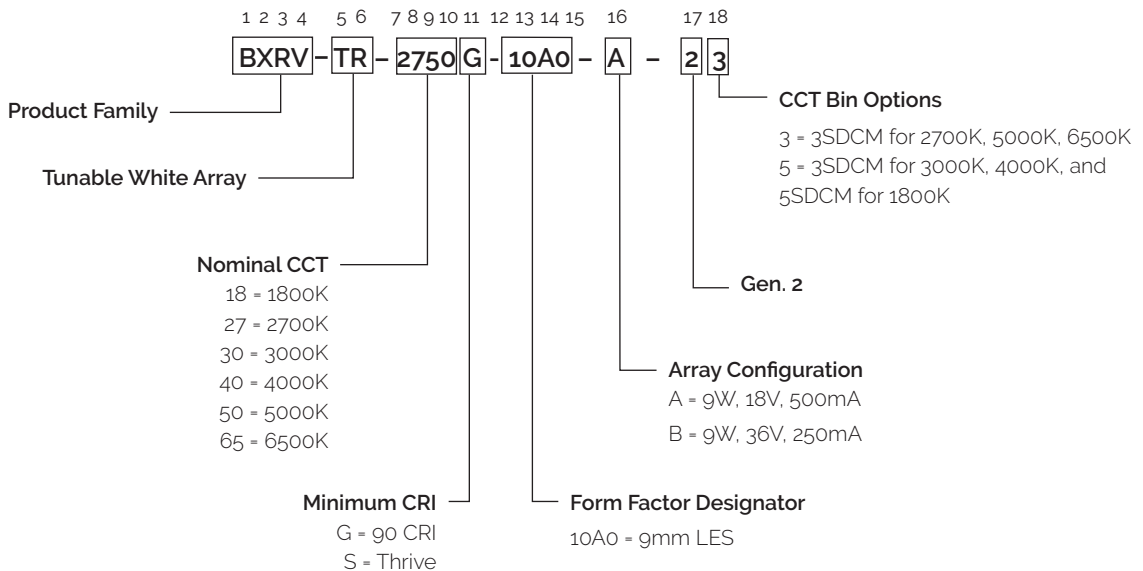 1 2 3 4 5 6 7 8 9 10 11 12 13 14 15 16 17 18
BXRV – TR – 2750 G - 10A0 – A – 2 3
Product Family
Tunable White Array
Nominal CCT
18 = 1800K
27 = 2700K
30 = 3000K
40 = 4000K
50 = 5000K
65 = 6500K
Minimum CRI
G = 90 CRI
S = Thrive
Form Factor Designator
10A0 = 9mm LES
Array Configuration
A = 9W, 18V, 500mA
B = 9W, 36V, 250mA
Gen. 2
CCT Bin Options
3 = 3SDCM for 2700K, 5000K, 6500K
5 = 3SDCM for 3000K, 4000K, and
5SDCM for 1800K